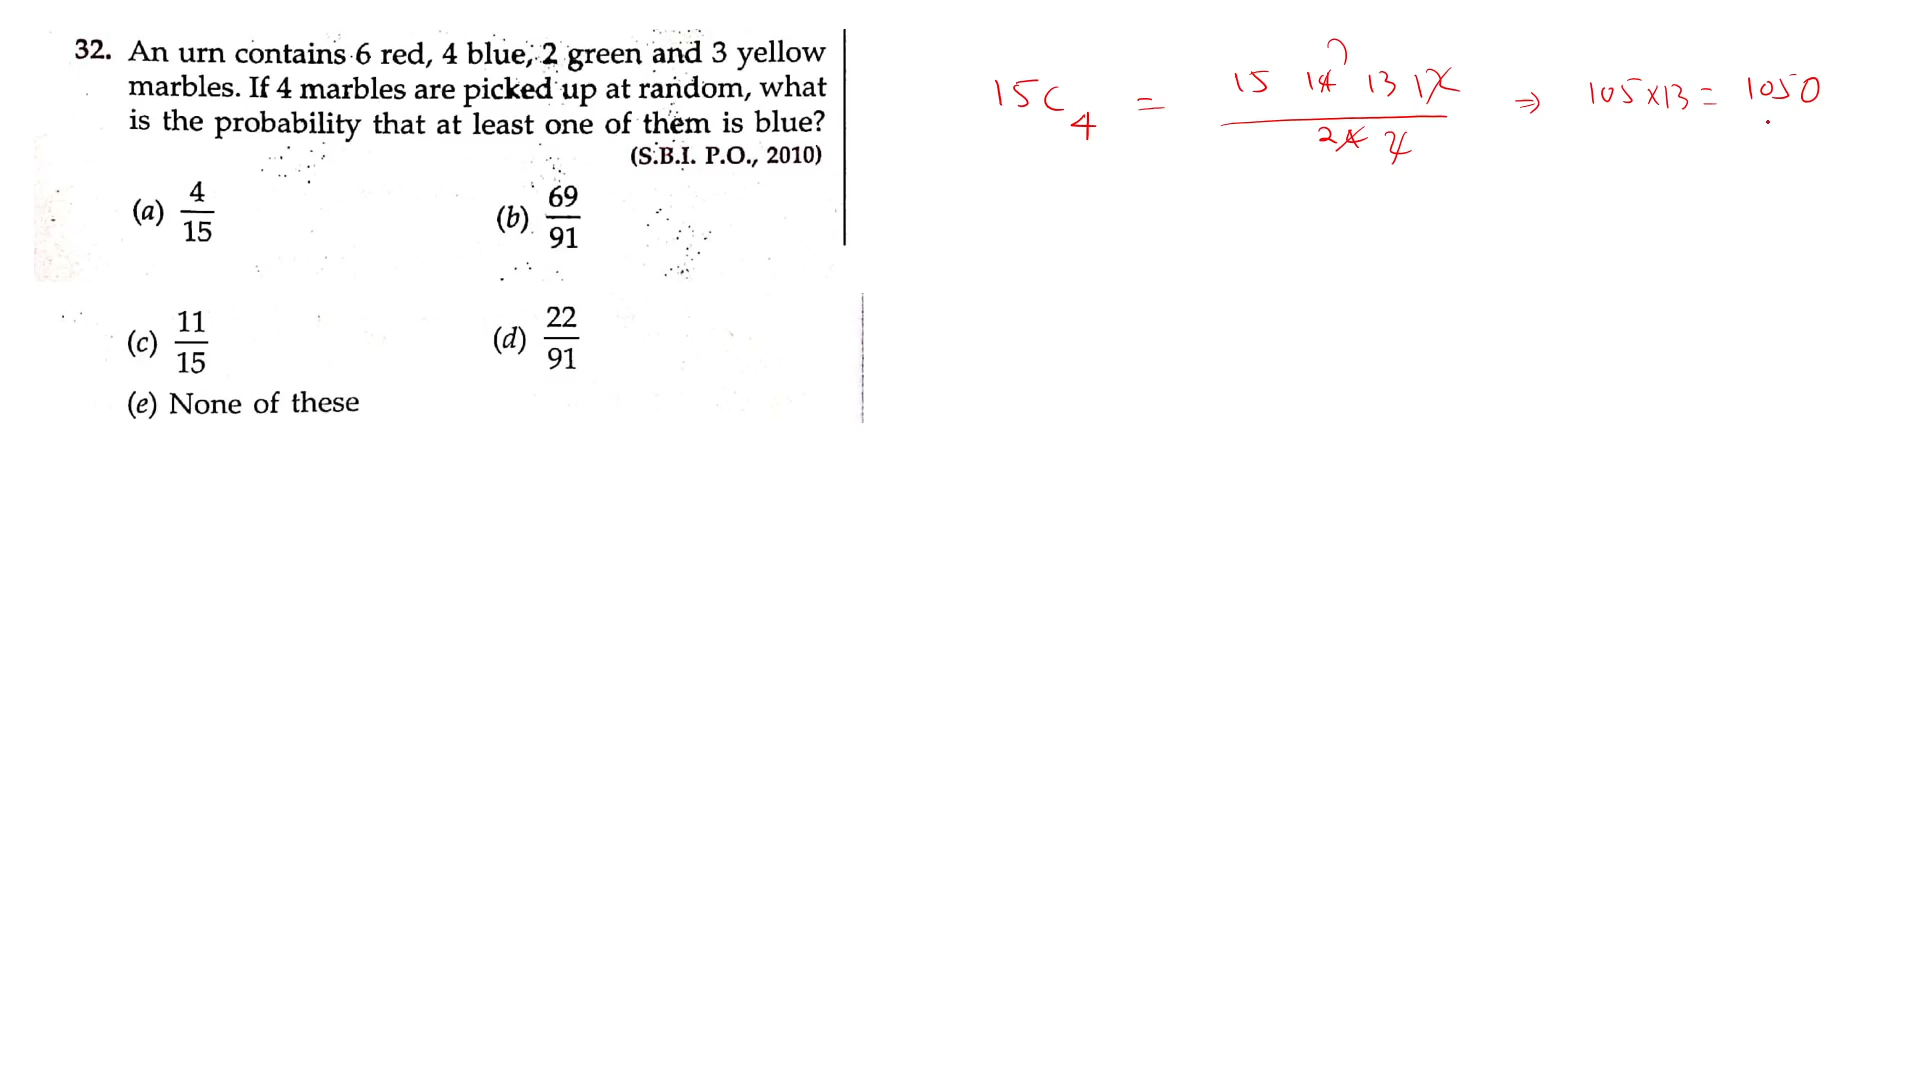 32. An urn contains 6 red, 4 blue, 2 green and 3 yellow
marbles. If 4 marbles are picked up at random, what
is the probability that at least one of them is blue?
(S.B.I. P.O., 2010)
(a) 4/15
(b) 69/91
(c) 11/15
(d) 22/91
(e) None of these
15C4 = 15 14 13 12 / 24 ⇒ 105×13 = 1050